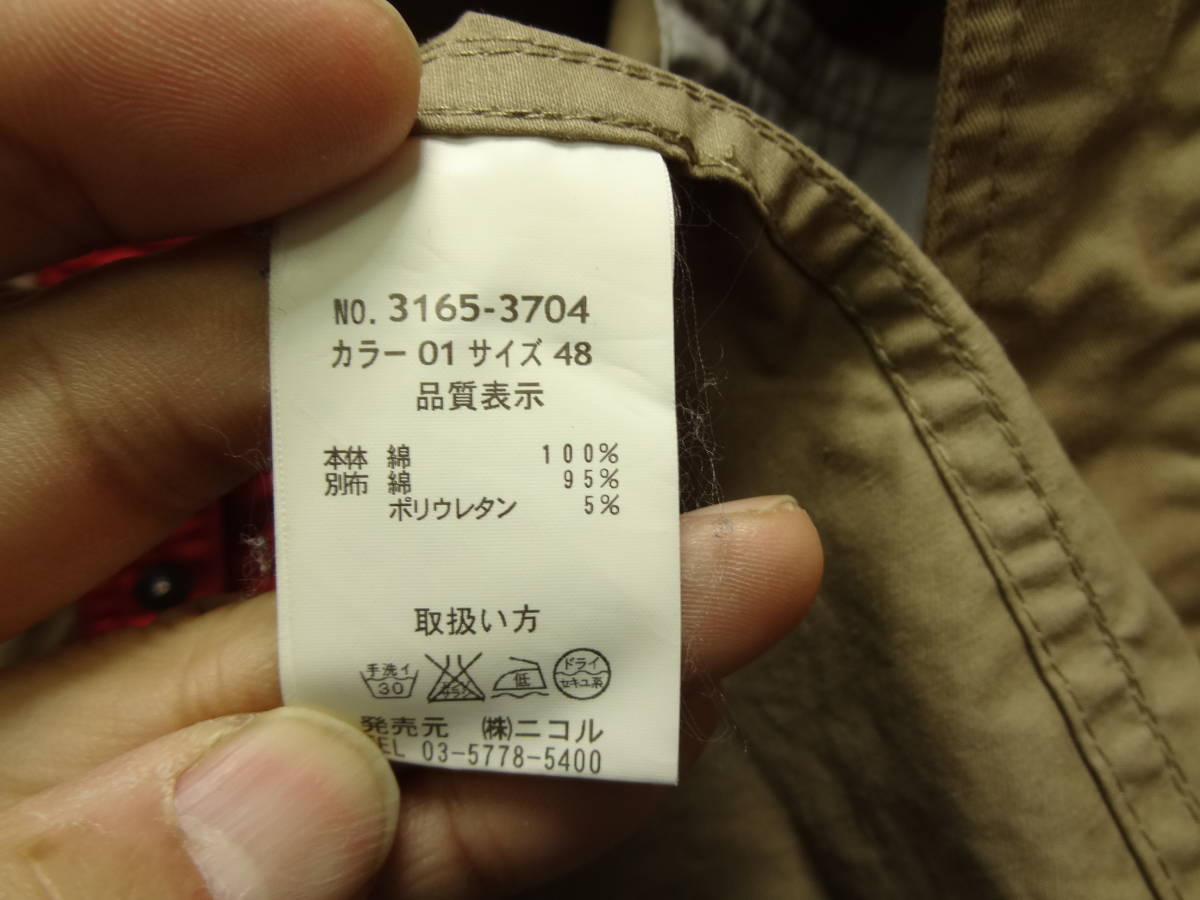 NO. 3165-3704
カラー 01 サイズ 48
品質表示
本体 綿 100%
別布 綿 95%
ポリウレタン 5%
取扱い方
手洗イ 30 低 ドライ セキユ系
発売元 ㈱ニコル
TEL 03-5778-5400